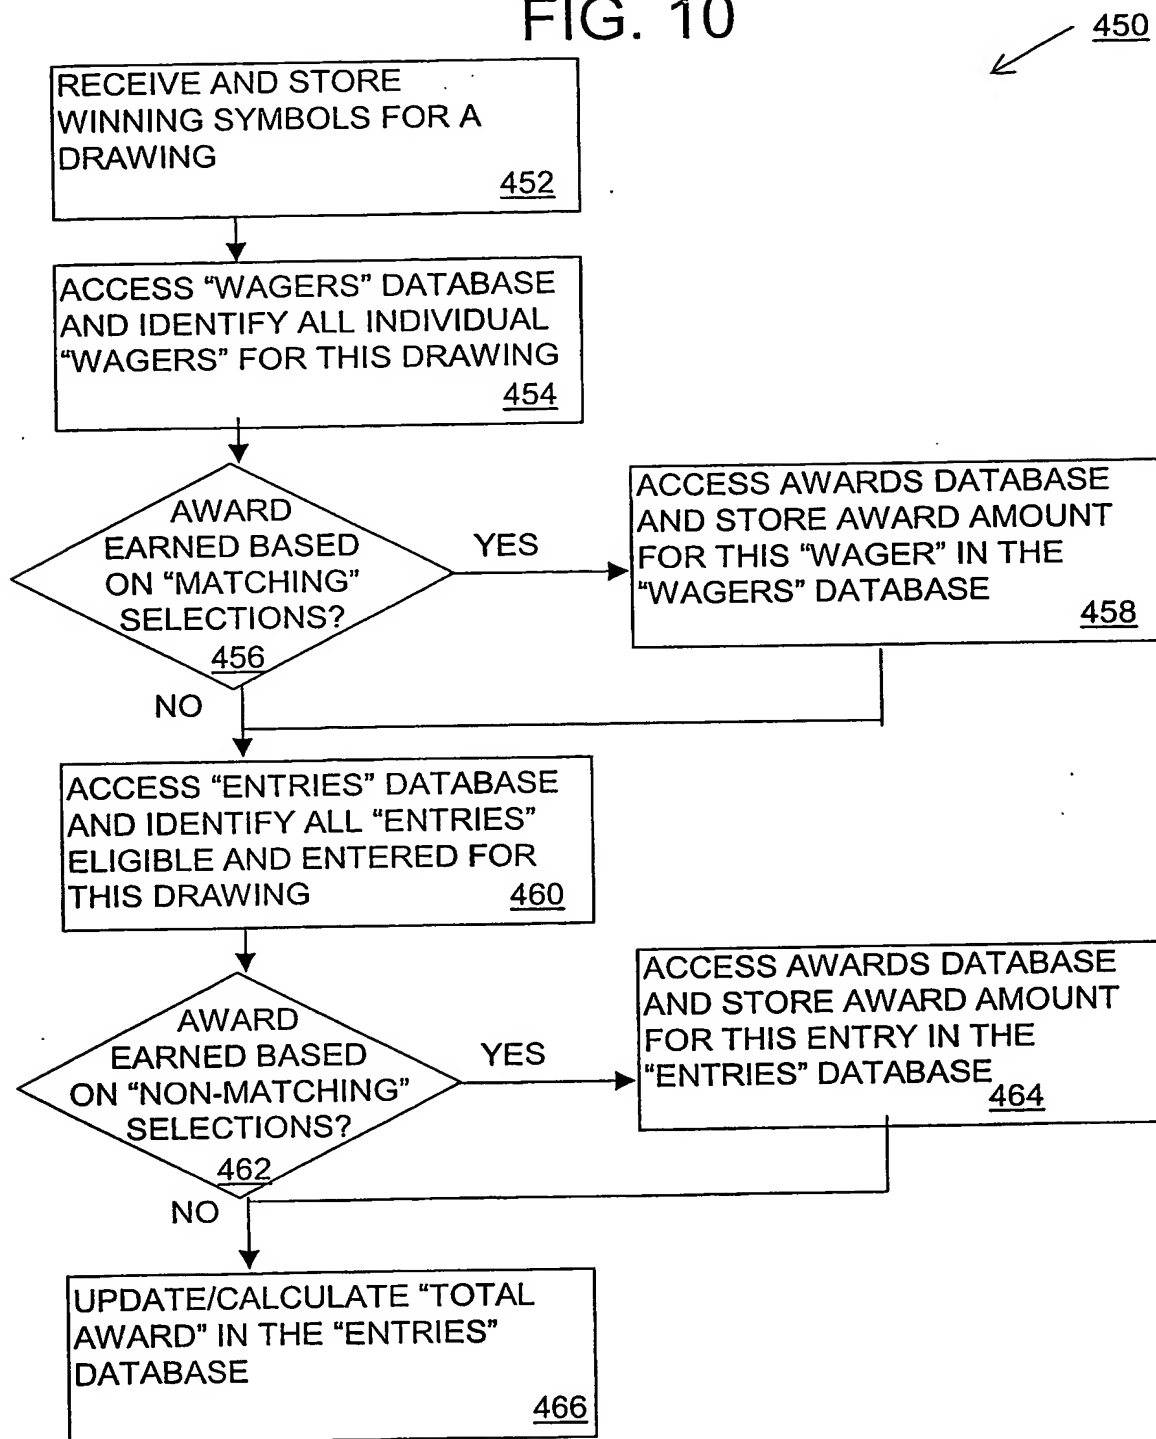 FIG. 10
450
RECEIVE AND STORE
WINNING SYMBOLS FOR A
DRAWING
452
ACCESS “WAGERS” DATABASE
AND IDENTIFY ALL INDIVIDUAL
“WAGERS” FOR THIS DRAWING
454
AWARD
EARNED BASED
ON “MATCHING”
SELECTIONS?
456
YES
NO
ACCESS AWARDS DATABASE
AND STORE AWARD AMOUNT
FOR THIS “WAGER” IN THE
“WAGERS” DATABASE
458
ACCESS “ENTRIES” DATABASE
AND IDENTIFY ALL “ENTRIES”
ELIGIBLE AND ENTERED FOR
THIS DRAWING 460
AWARD
EARNED BASED
ON “NON-MATCHING”
SELECTIONS?
462
YES
NO
ACCESS AWARDS DATABASE
AND STORE AWARD AMOUNT
FOR THIS ENTRY IN THE
“ENTRIES” DATABASE
464
UPDATE/CALCULATE “TOTAL
AWARD” IN THE “ENTRIES”
DATABASE
466